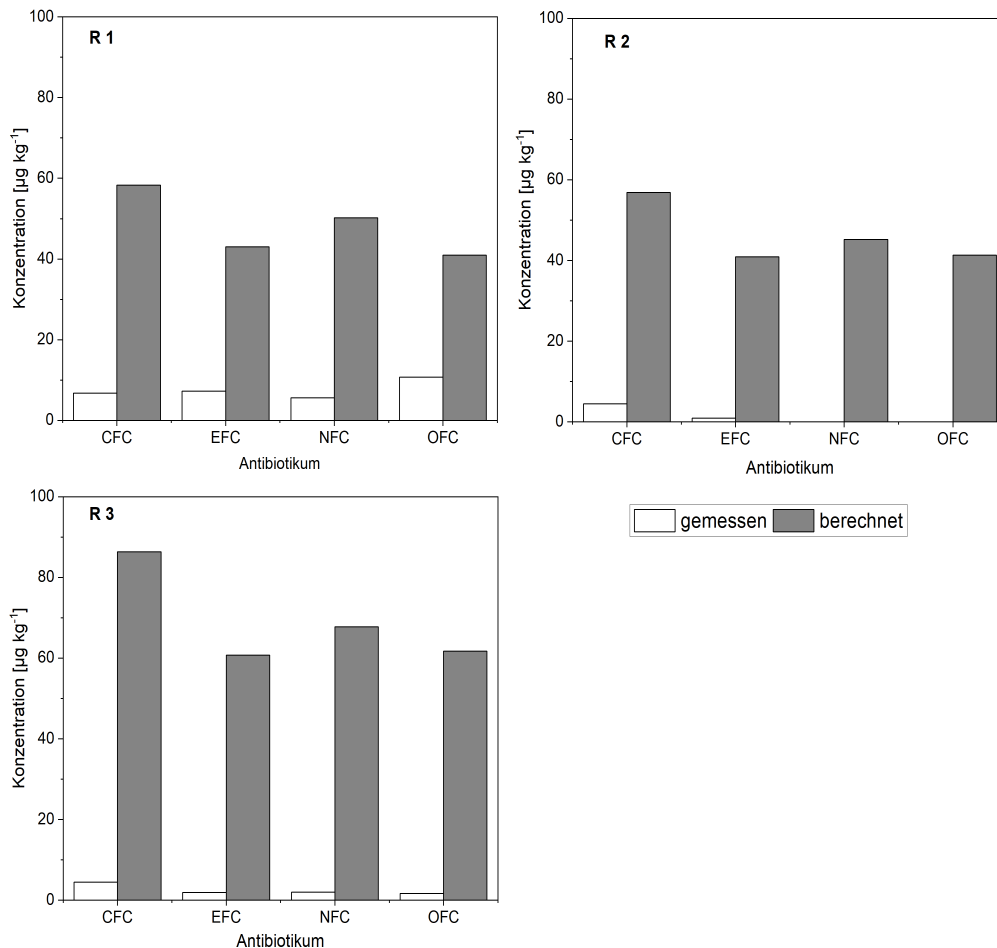 R 1
Konzentration [µg kg⁻¹]
100
80
60
40
20
0
CFC EFC NFC OFC
Antibiotikum
R 2
Konzentration [µg kg⁻¹]
100
80
60
40
20
0
CFC EFC NFC OFC
Antibiotikum
gemessen berechnet
R 3
Konzentration [µg kg⁻¹]
100
80
60
40
20
0
CFC EFC NFC OFC
Antibiotikum